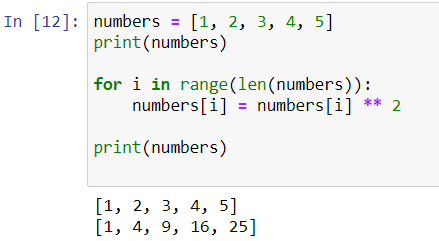 In [12]: numbers = [1, 2, 3, 4, 5]
print(numbers)
for i in range(len(numbers)):
    numbers[i] = numbers[i] ** 2
print(numbers)
[1, 2, 3, 4, 5]
[1, 4, 9, 16, 25]